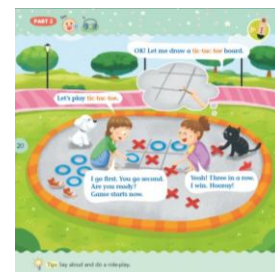 PART 3
OK! Let me draw a tic-tac-toe board.
Let's play tic-tac-toe.
20
I go first. You go second.
Are you ready?
Game starts now.
Yeah! Three in a row.
I win. Hooray!
Tips Say aloud and do a role-play.